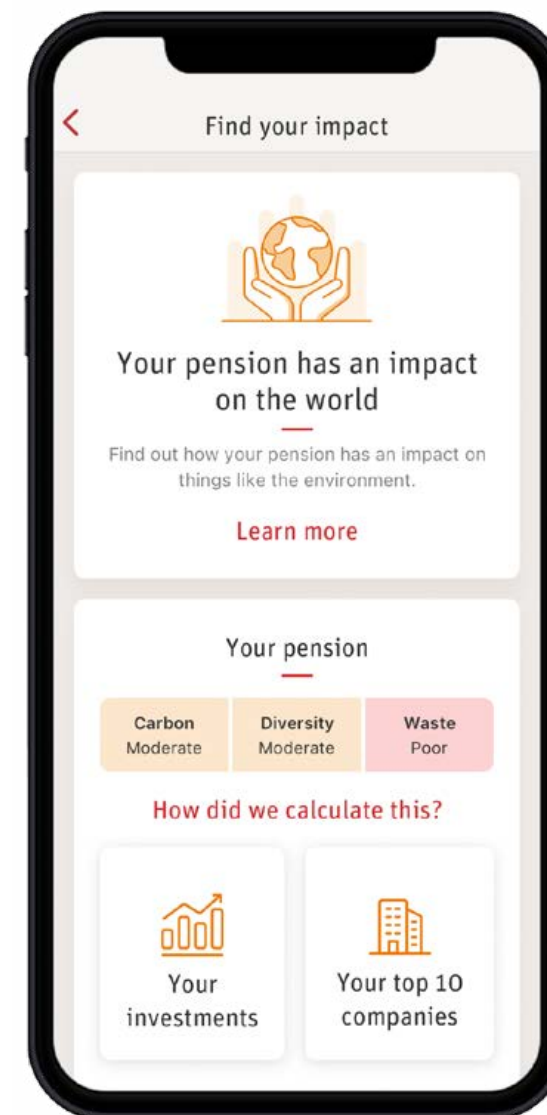 Find your impact
Your pension has an impact
on the world
Find out how your pension has an impact on
things like the environment.
Learn more
Your pension
Carbon
Moderate
Diversity
Moderate
Waste
Poor
How did we calculate this?
Your
investments
Your top 10
companies